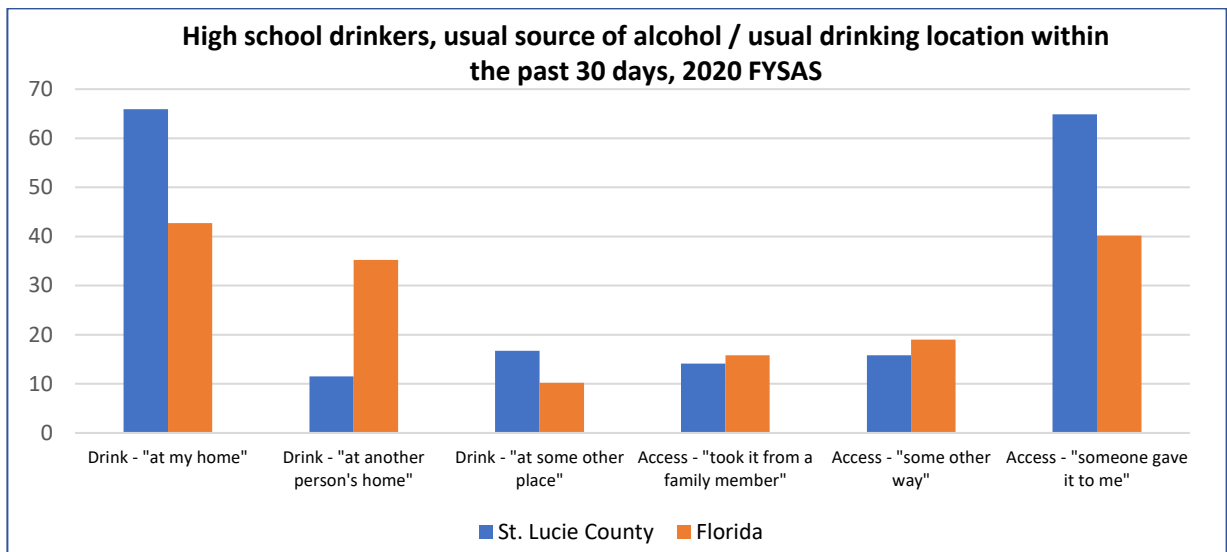 High school drinkers, usual source of alcohol / usual drinking location within
the past 30 days, 2020 FYSAS
70
60
50
40
30
20
10
0
Drink - "at my home"
Drink - "at another
person's home"
Drink - "at some other
place"
Access - "took it from a
family member"
Access - "some other
way"
Access - "someone gave
it to me"
St. Lucie County
Florida